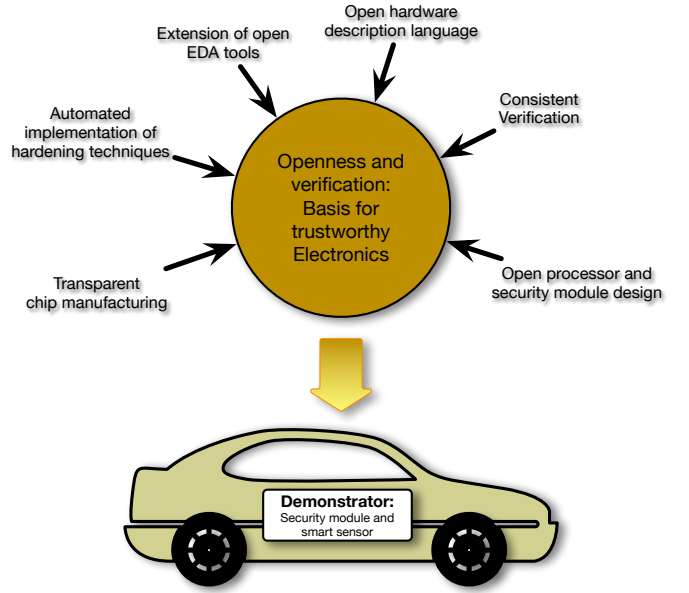 Open hardware
description language
Extension of open
EDA tools
Consistent
Verification
Automated
implementation of
hardening techniques
Openness and
verification:
Basis for
trustworthy
Electronics
Transparent
chip manufacturing
Open processor and
security module design
Demonstrator:
Security module and
smart sensor